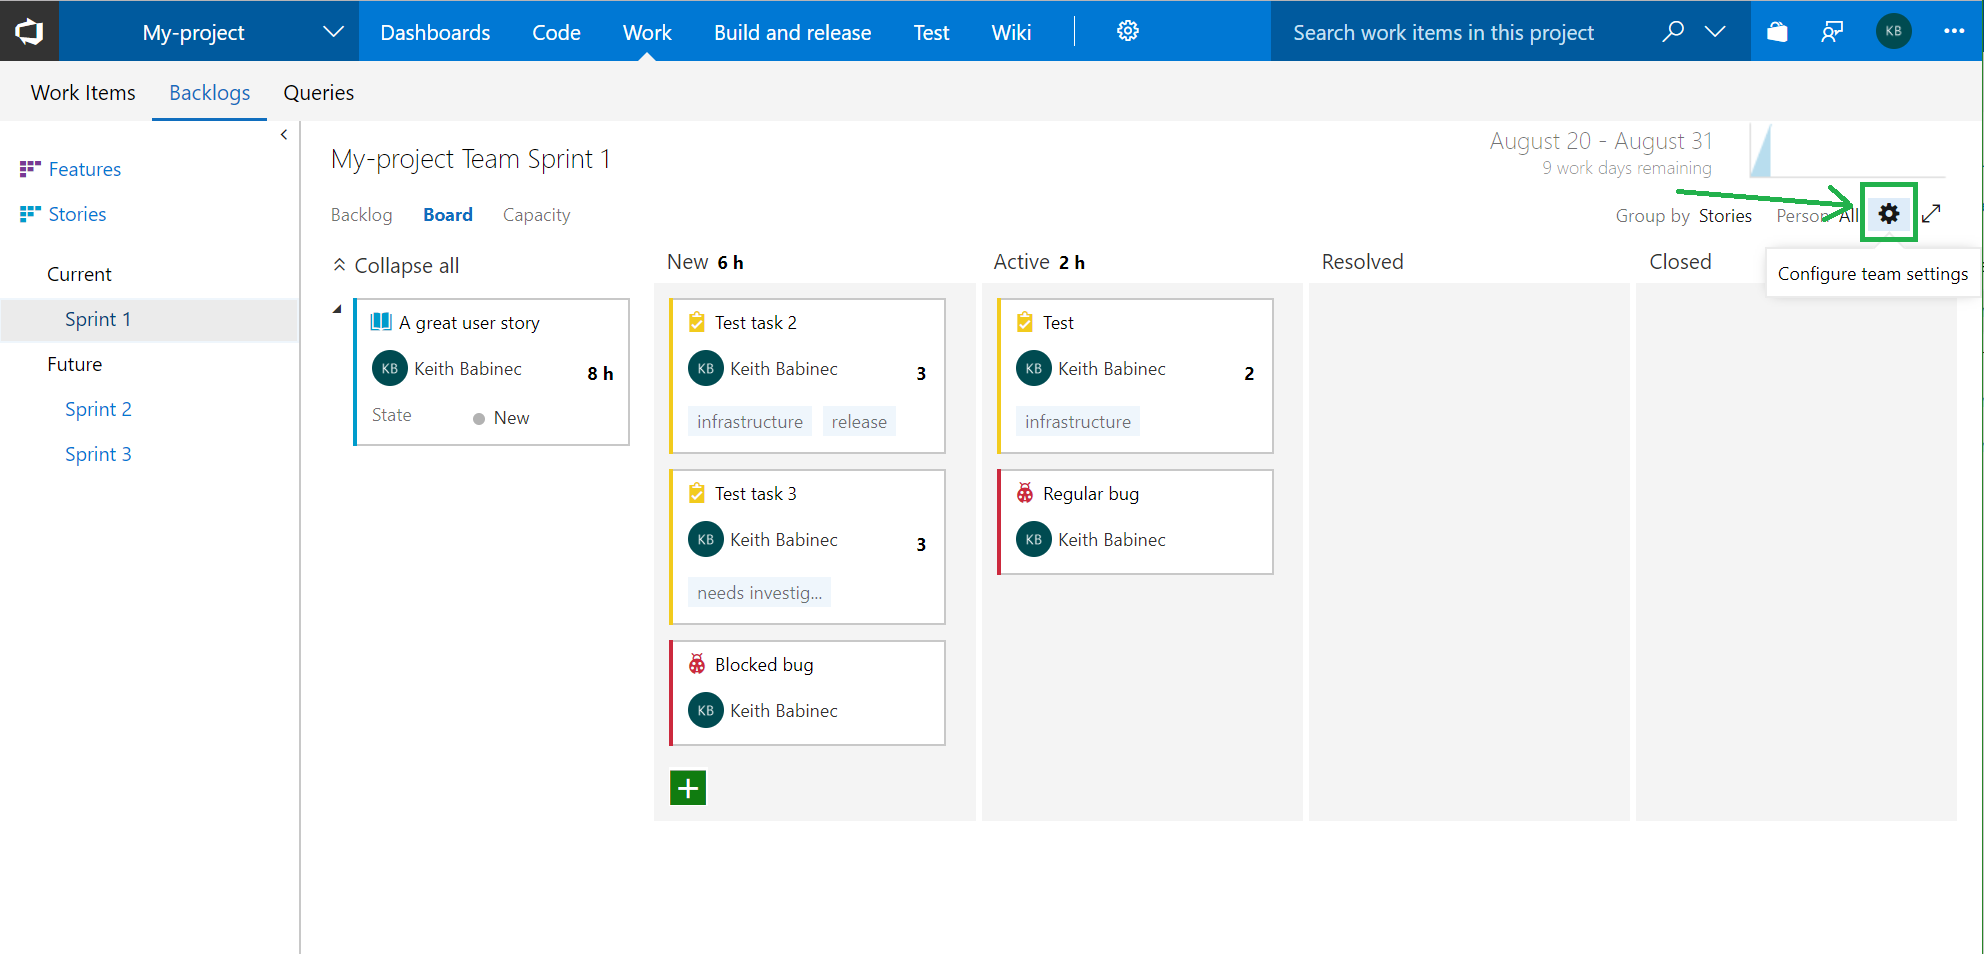 My-project Dashboards Code Work Build and release Test Wiki Search work items in this project KB
Work Items Backlogs Queries
Features
Stories
Current
Sprint 1
Future
Sprint 2
Sprint 3
My-project Team Sprint 1
August 20 - August 31
9 work days remaining
Backlog Board Capacity
Group by Stories Person All
Configure team settings
Collapse all
New 6 h
Active 2 h
Resolved
Closed
A great user story
KB Keith Babinec
8 h
State New
Test task 2
KB Keith Babinec
3
infrastructure release
Test task 3
KB Keith Babinec
3
needs investig...
Blocked bug
KB Keith Babinec
Test
KB Keith Babinec
2
infrastructure
Regular bug
KB Keith Babinec